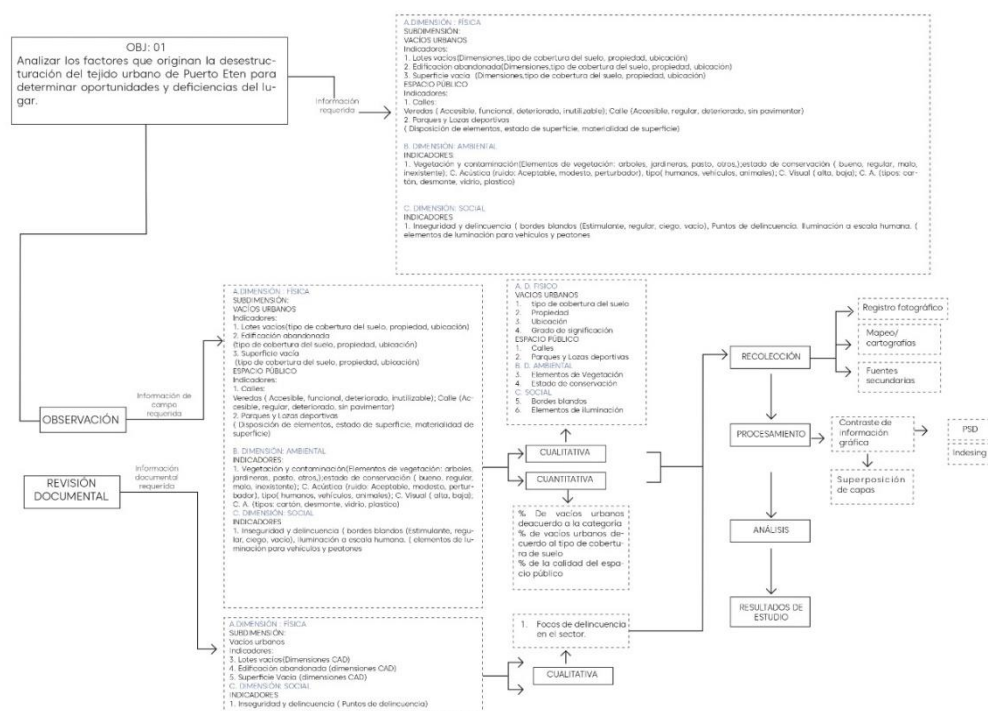 OBJ: 01
Analizar los factores que originan la desestruc-
turación del tejido urbano de Puerto Eten para
determinar oportunidades y deficiencias del lu-
gar.
Información
requerida
A.DIMENSIÓN : FÍSICA
SUBDIMENSIÓN:
VACÍOS URBANOS
Indicadores:
1. Lotes vacíos(Dimensiones,tipo de cobertura del suelo, propiedad, ubicación)
2. Edificación abandonada(Dimensiones,tipo de cobertura del suelo, propiedad, ubicación)
3. Superficie vacía (Dimensiones,tipo de cobertura del suelo, propiedad, ubicación)
ESPACIO PÚBLICO
Indicadores:
1. Calles:
Veredas ( Accesible, funcional, deteriorado, inutilizable); Calle (Accesible, regular, deteriorado, sin pavimentar)
2. Parques y Lozas deportivas
( Disposición de elementos, estado de superficie, materialidad de superficie)
B. DIMENSIÓN: AMBIENTAL
INDICADORES:
1. Vegetación y contaminación(Elementos de vegetación: arboles, jardineras, pasto, otros,);estado de conservación ( bueno, regular, malo,
inexistente); C. Acústica (ruido: Aceptable, modesto, perturbador), tipo( humanos, vehículos, animales); C. Visual ( alta, baja); C. A. (tipos: car-
tón, desmonte, vidrio, plastico)
C. DIMENSIÓN: SOCIAL
INDICADORES
1. Inseguridad y delincuencia ( bordes blandos (Estimulante, regular, ciego, vacío), Puntos de delincuencia. Iluminación a escala humana. (
elementos de luminación para vehículos y peatones
OBSERVACIÓN
Información de
campo requerida
A.DIMENSIÓN : FÍSICA
SUBDIMENSIÓN:
VACÍOS URBANOS
Indicadores:
1. Lotes vacíos(tipo de cobertura del suelo, propiedad, ubicación)
2. Edificación abandonada
(tipo de cobertura del suelo, propiedad, ubicación)
3. Superficie vacía
(tipo de cobertura del suelo, propiedad, ubicación)
ESPACIO PÚBLICO
Indicadores:
1. Calles:
Veredas ( Accesible, funcional, deteriorado, inutilizable); Calle (Ac-
cesible, regular, deteriorado, sin pavimentar)
2. Parques y Lozas deportivas
( Disposición de elementos, estado de superficie, materialidad de
superficie)
B. DIMENSIÓN: AMBIENTAL
INDICADORES:
1. Vegetación y contaminación(Elementos de vegetación: arboles,
jardineras, pasto, otros,);estado de conservación ( bueno, regular,
malo, inexistente); C. Acústica (ruido: Aceptable, modesto, pertur-
bador), tipo( humanos, vehículos, animales); C. Visual ( alta, baja);
C. A. (tipos: cartón, desmonte, vidrio, plastico)
C. DIMENSIÓN: SOCIAL
INDICADORES
1. Inseguridad y delincuencia ( bordes blandos (Estimulante, regu-
lar, ciego, vacío), Iluminación a escala humana. ( elementos de lu-
minación para vehículos y peatones
REVISIÓN
DOCUMENTAL
Información
documental
requerida
A.DIMENSIÓN : FÍSICA
SUBDIMENSIÓN:
Vacíos urbanos
Indicadores:
3. Lotes vacíos(Dimensiones CAD)
4. Edificación abandonada (dimensiones CAD)
5. Superficie Vacía (dimensiones CAD)
C. DIMENSIÓN: SOCIAL
INDICADORES
1. Inseguridad y delincuencia ( Puntos de delincuencia)
A. D. FISICO
VACIOS URBANOS
1. tipo de cobertura del suelo
2. Propiedad
3. Ubicación
4. Grado de significación
ESPACIO PÚBLICO
1. Calles
2. Parques y Lozas deportivas
B. D. AMBIENTAL
3. Elementos de Vegetación
4. Estado de conservación
C. SOCIAL
5. Bordes blandos
6. Elementos de iluminación
CUALITATIVA
CUANTITATIVA
% De vacíos urbanos
deacuerdo a la categoría
% de vacíos urbanos de-
cuerdo al tipo de cobertu-
ra de suelo
% de la calidad del espa-
cio público
1. Focos de delincuencia
en el sector.
CUALITATIVA
RECOLECCIÓN
Registro fotográfico
Mapeo/
cartografías
Fuentes
secundarias
PROCESAMIENTO
Contraste de
información
gráfica
PSD
Indesing
Superposición
de capas
ANÁLISIS
RESULTADOS DE
ESTUDIO